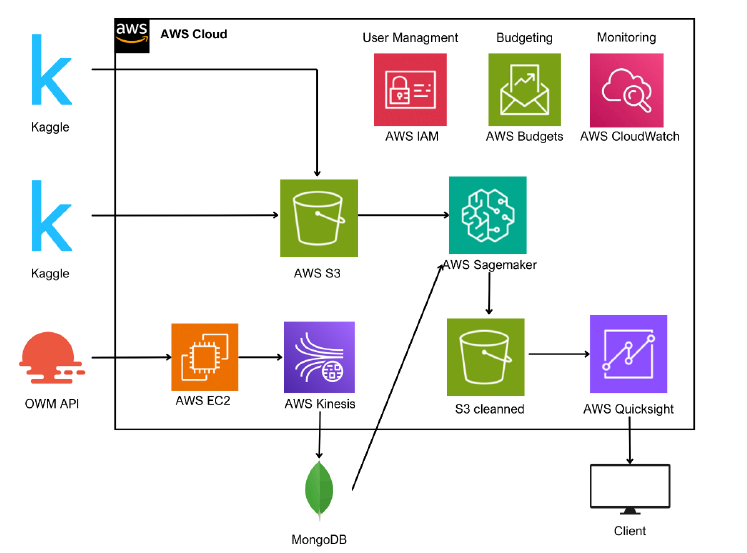 aws
AWS Cloud
User Managment
Budgeting
Monitoring
k
Kaggle
AWS IAM
AWS Budgets
AWS CloudWatch
k
Kaggle
AWS S3
AWS Sagemaker
OWM API
AWS EC2
AWS Kinesis
S3 cleanned
AWS Quicksight
MongoDB
Client